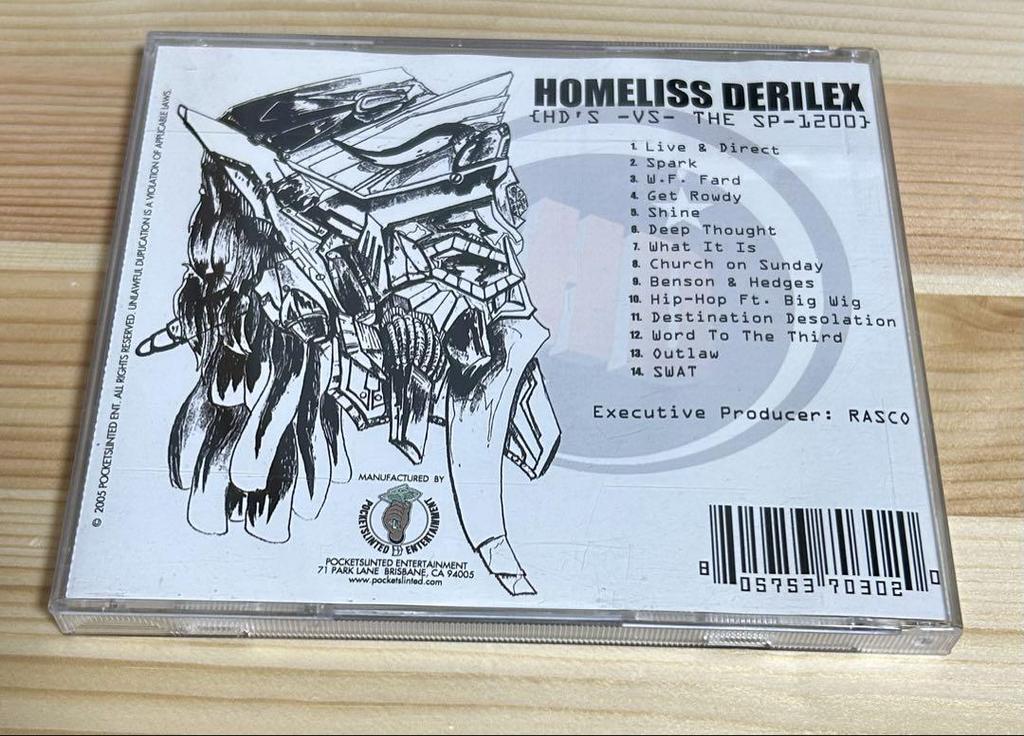 HOMELISS DERILEX
{HD'S -VS- THE SP-1200}
1. Live & Direct
2. Spark
3. W.F. Fard
4. Get Rowdy
5. Shine
6. Deep Thought
7. What It Is
8. Church on Sunday
9. Benson & Hedges
10. Hip-Hop Ft. Big Wig
11. Destination Desolation
12. Word To The Third
13. Outlaw
14. SWAT
Executive Producer: RASCO
© 2005 POCKETSLINTED ENT. ALL RIGHTS RESERVED. UNLAWFUL DUPLICATION IS A VIOLATION OF APPLICABLE LAWS.
MANUFACTURED BY
POCKETSLINTED ENTERTAINMENT
POCKETSLINTED ENTERTAINMENT
71 PARK LANE BRISBANE, CA 94005
www.pocketslinted.com
8 05753 70302 0